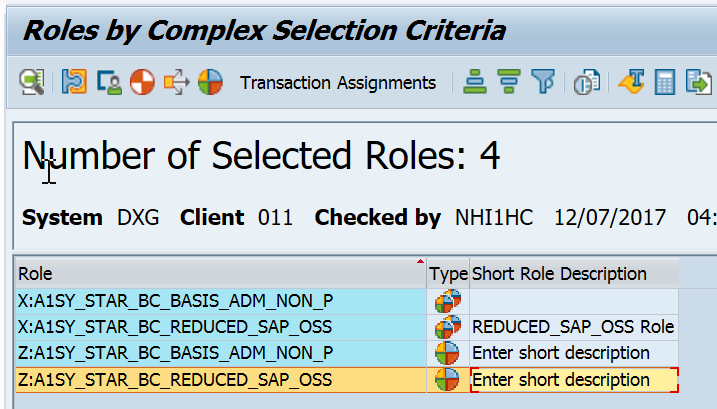 Roles by Complex Selection Criteria
Transaction Assignments
Number of Selected Roles: 4
System DXG Client 011 Checked by NHI1HC 12/07/2017 04:
Role Type Short Role Description
X:A1SY_STAR_BC_BASIS_ADM_NON_P
X:A1SY_STAR_BC_REDUCED_SAP_OSS REDUCED_SAP_OSS Role
Z:A1SY_STAR_BC_BASIS_ADM_NON_P Enter short description
Z:A1SY_STAR_BC_REDUCED_SAP_OSS Enter short description